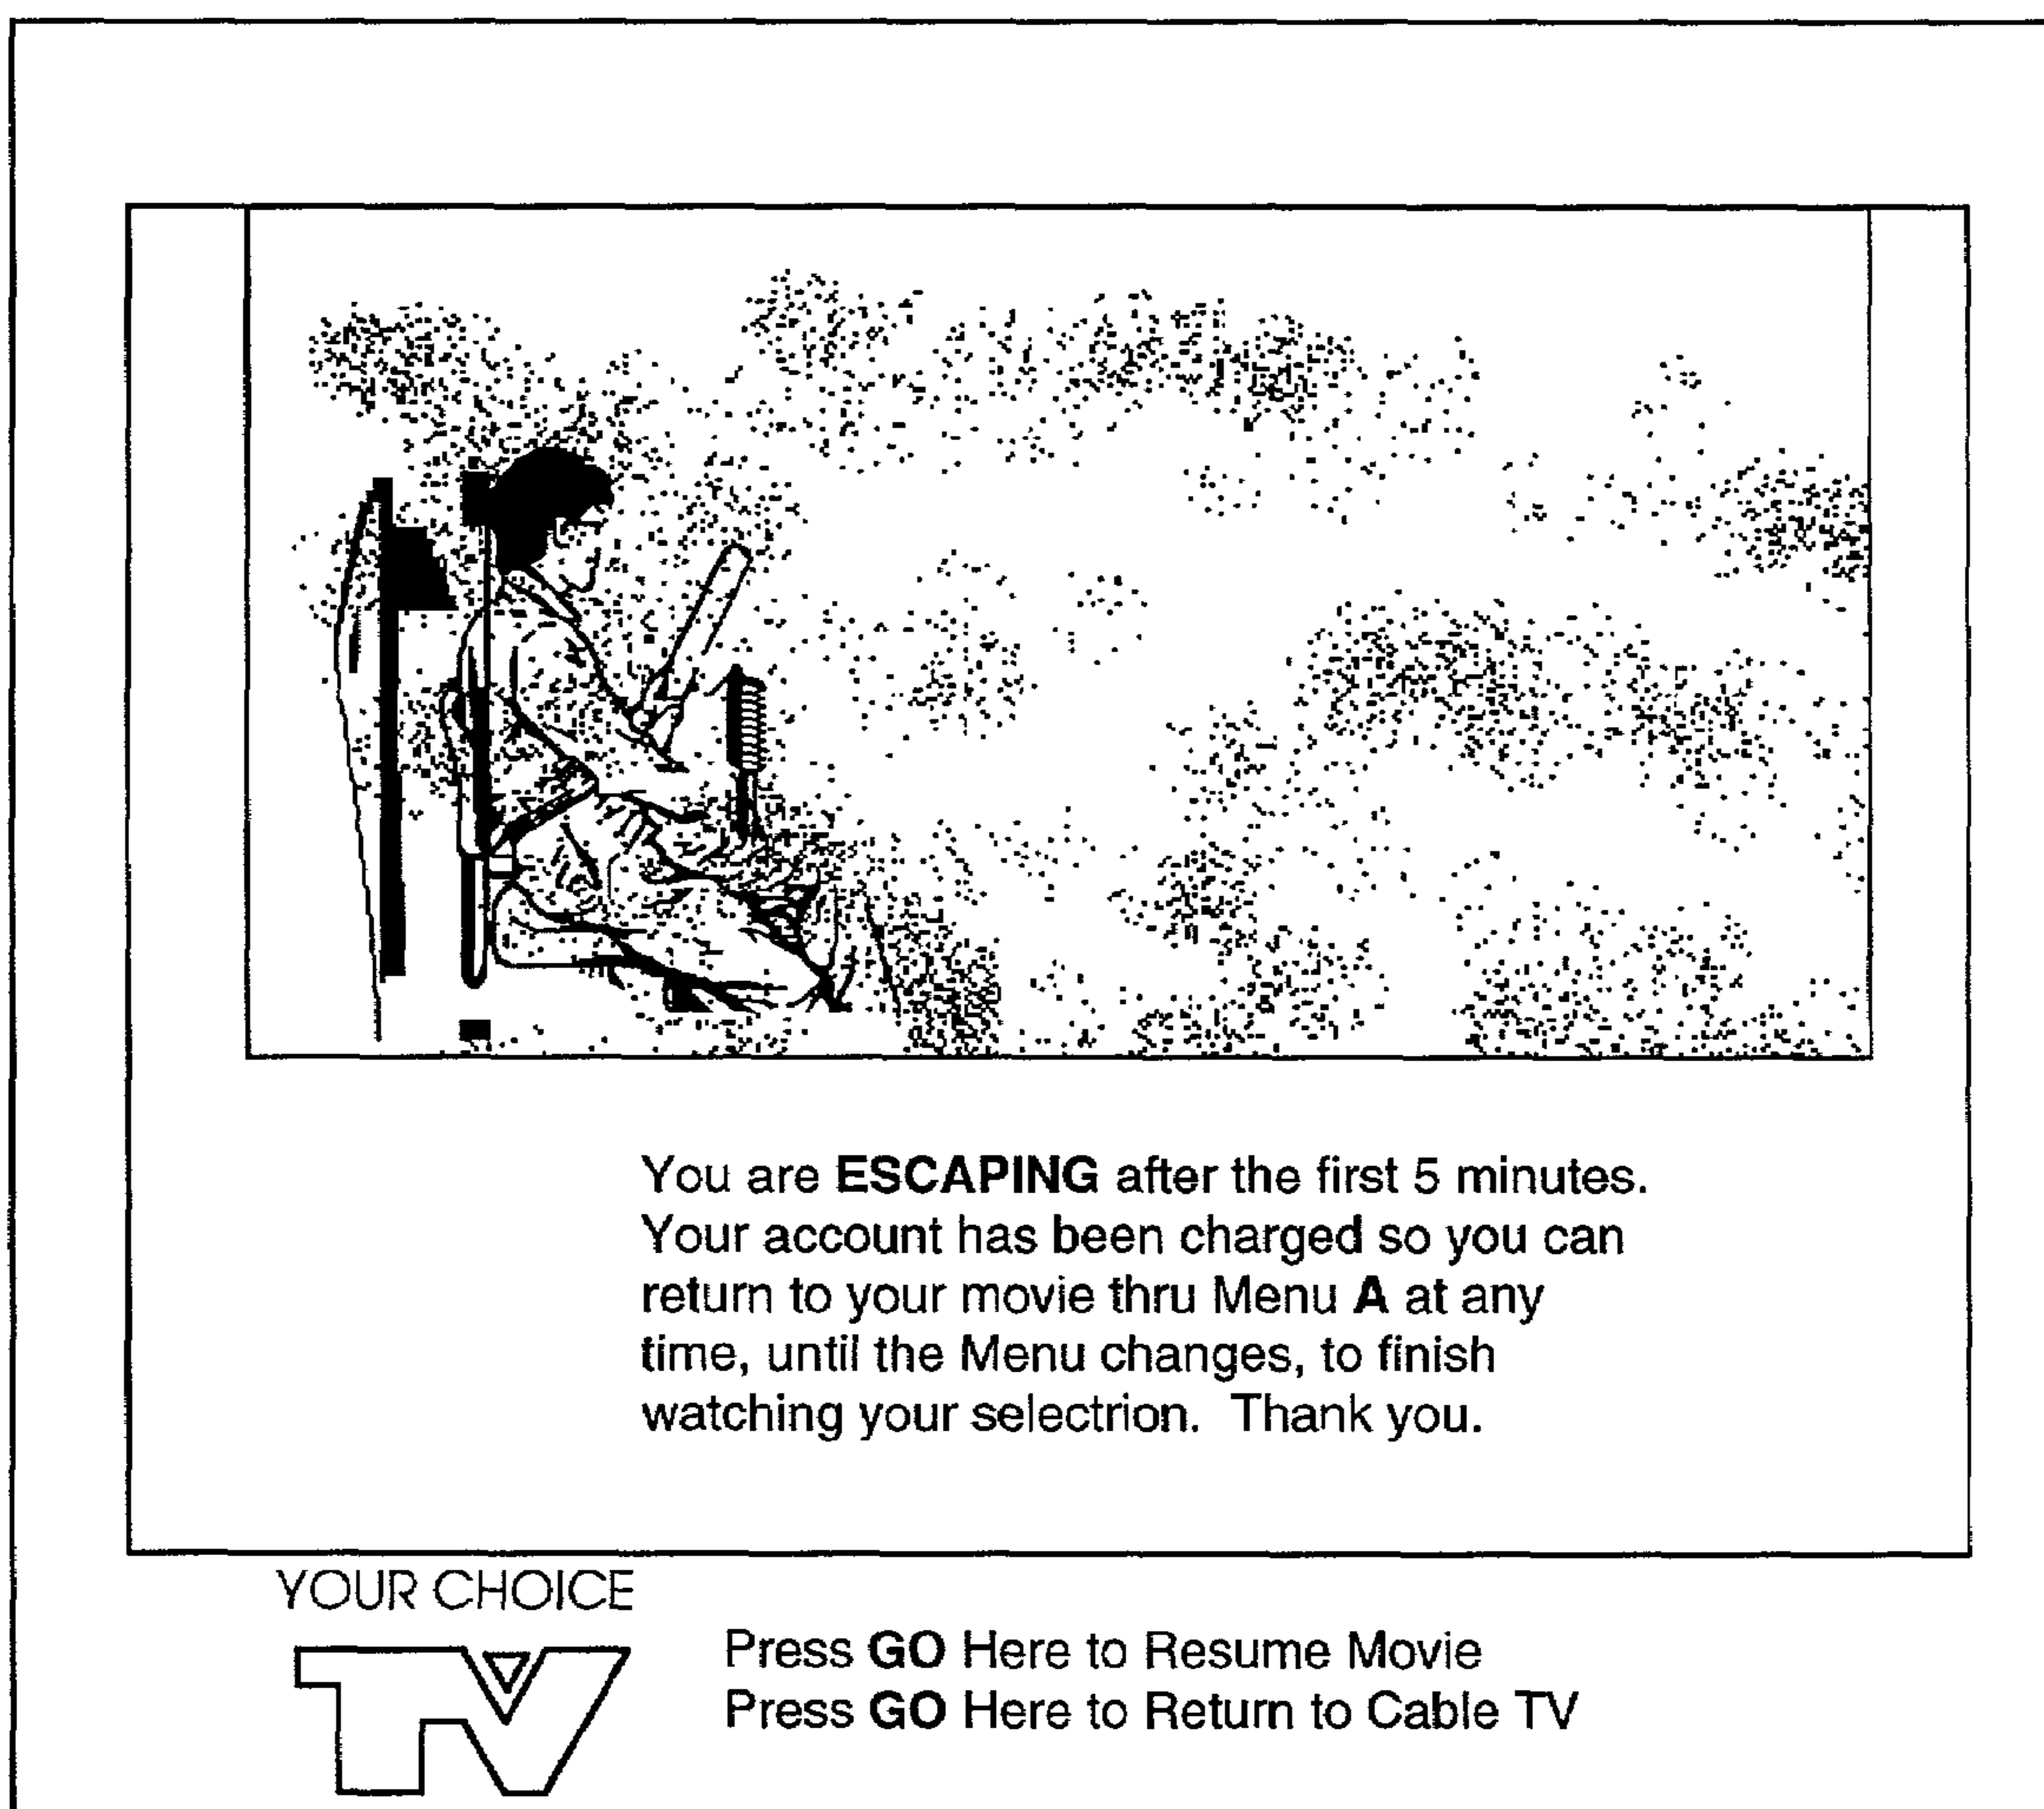 You are ESCAPING after the first 5 minutes.
Your account has been charged so you can
return to your movie thru Menu A at any
time, until the Menu changes, to finish
watching your selectrion. Thank you.
YOUR CHOICE
TV
Press GO Here to Resume Movie
Press GO Here to Return to Cable TV